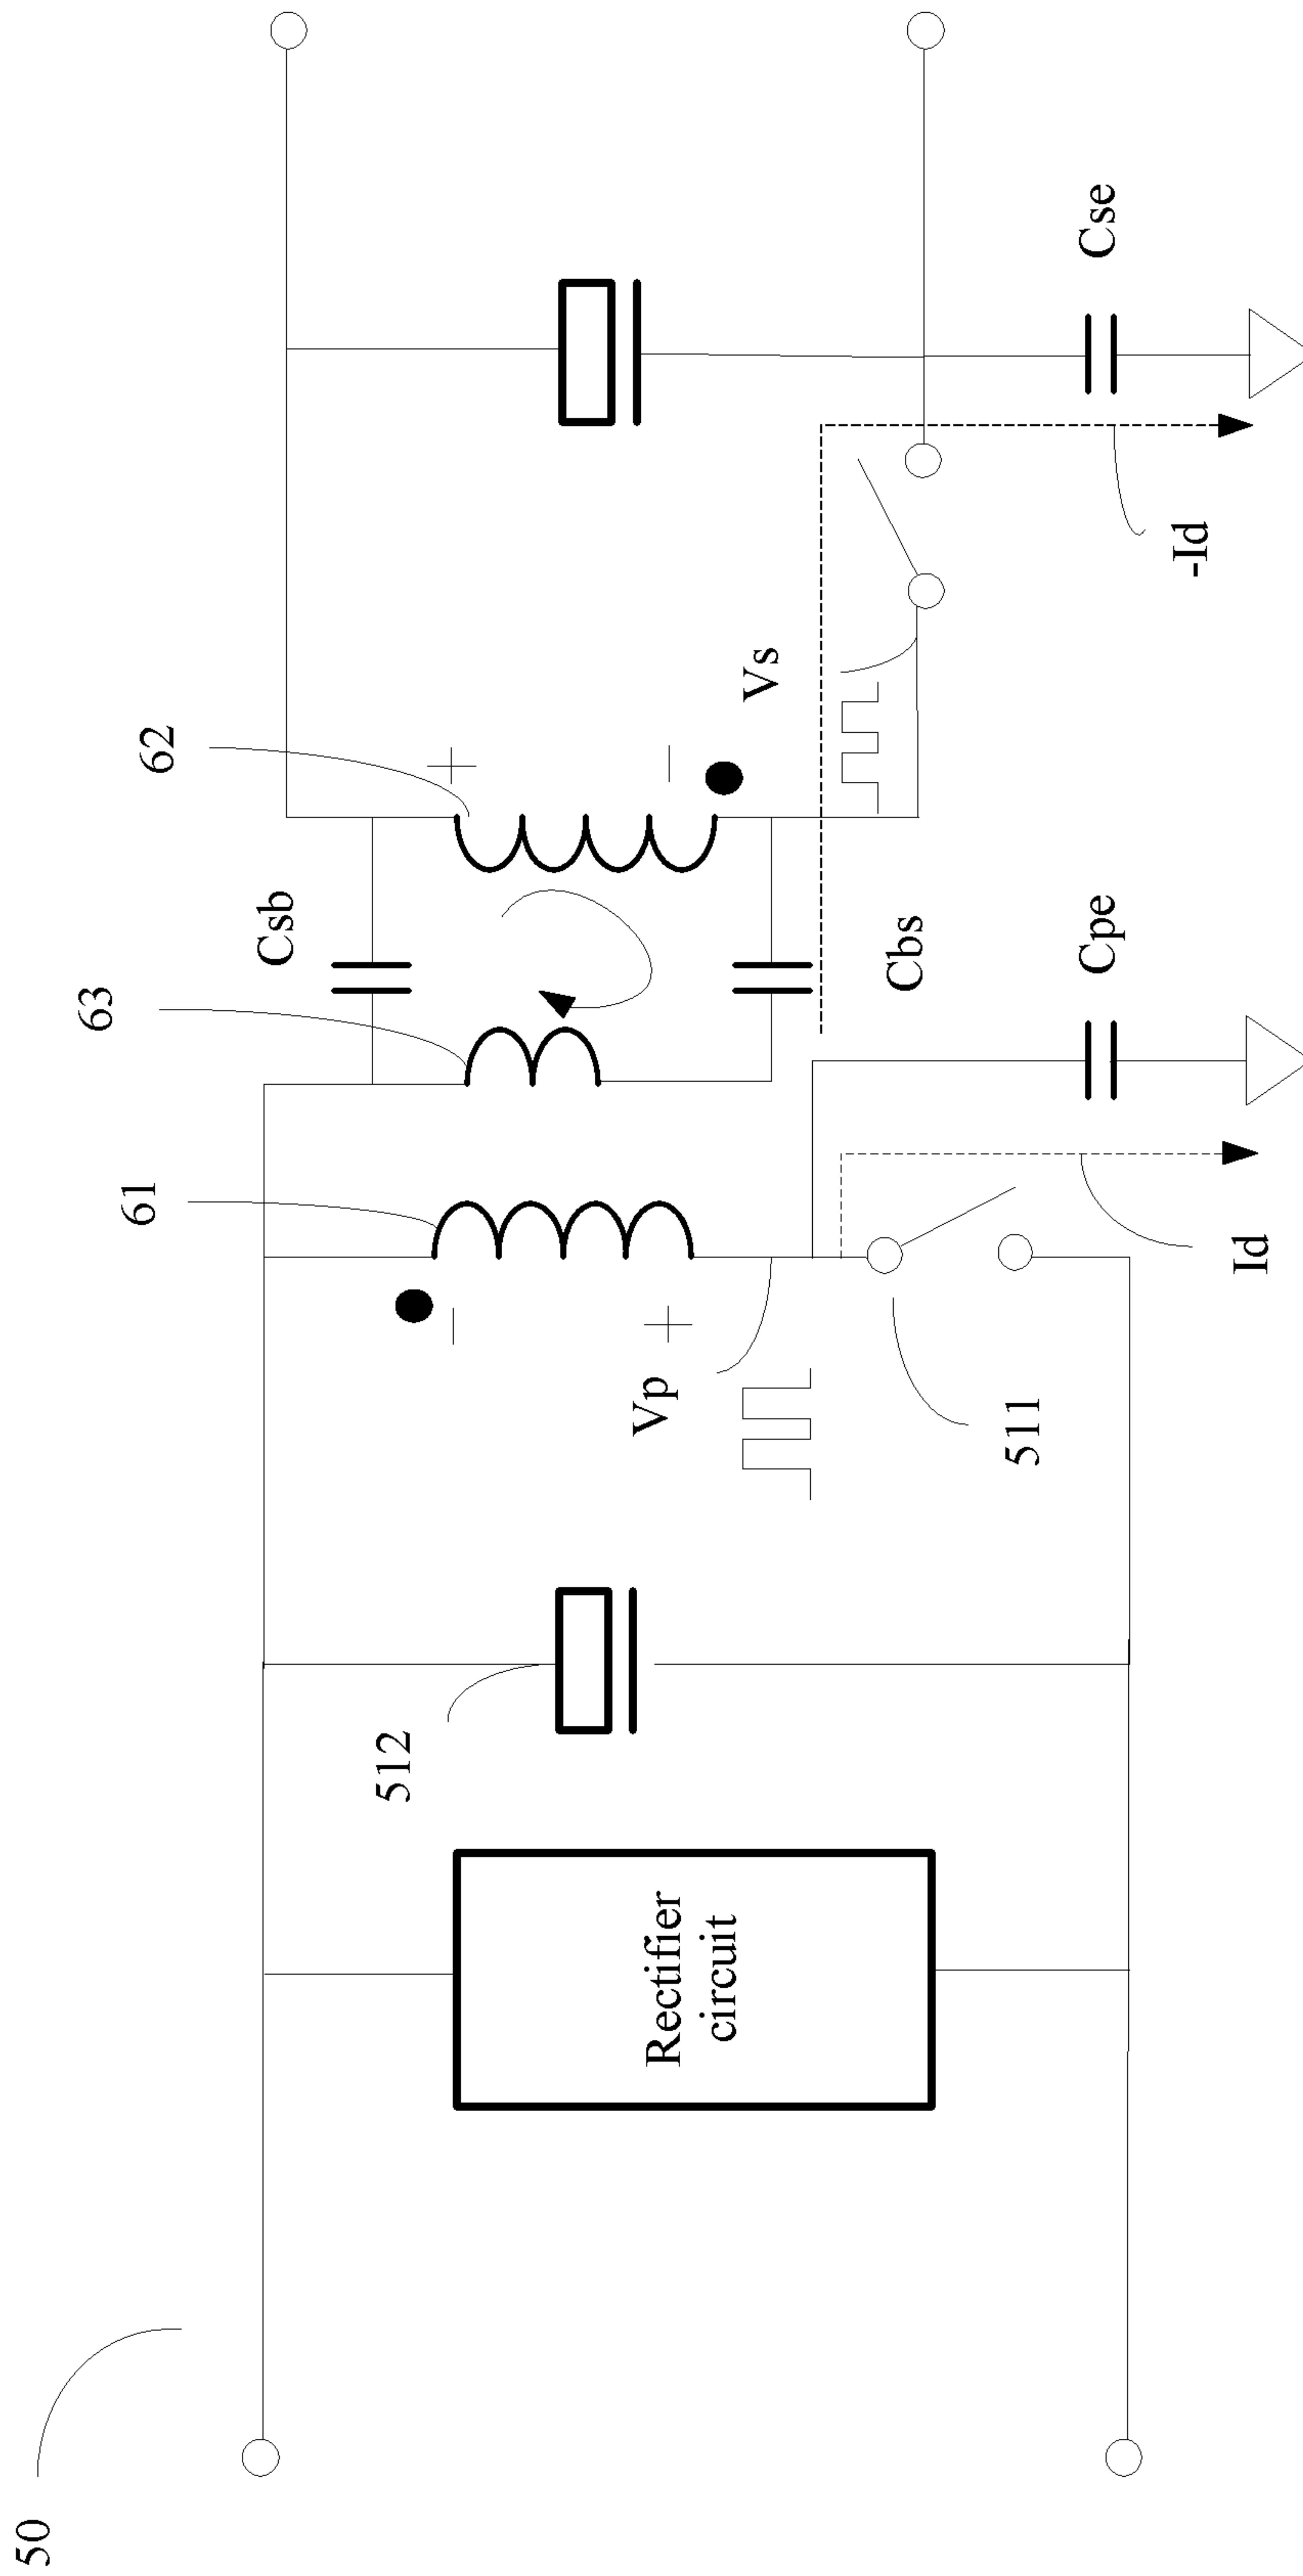 50
Rectifier
circuit
512
Vp
511
61
Id
63
Csb
Cbs
Cpe
62
Vs
-Id
Cse